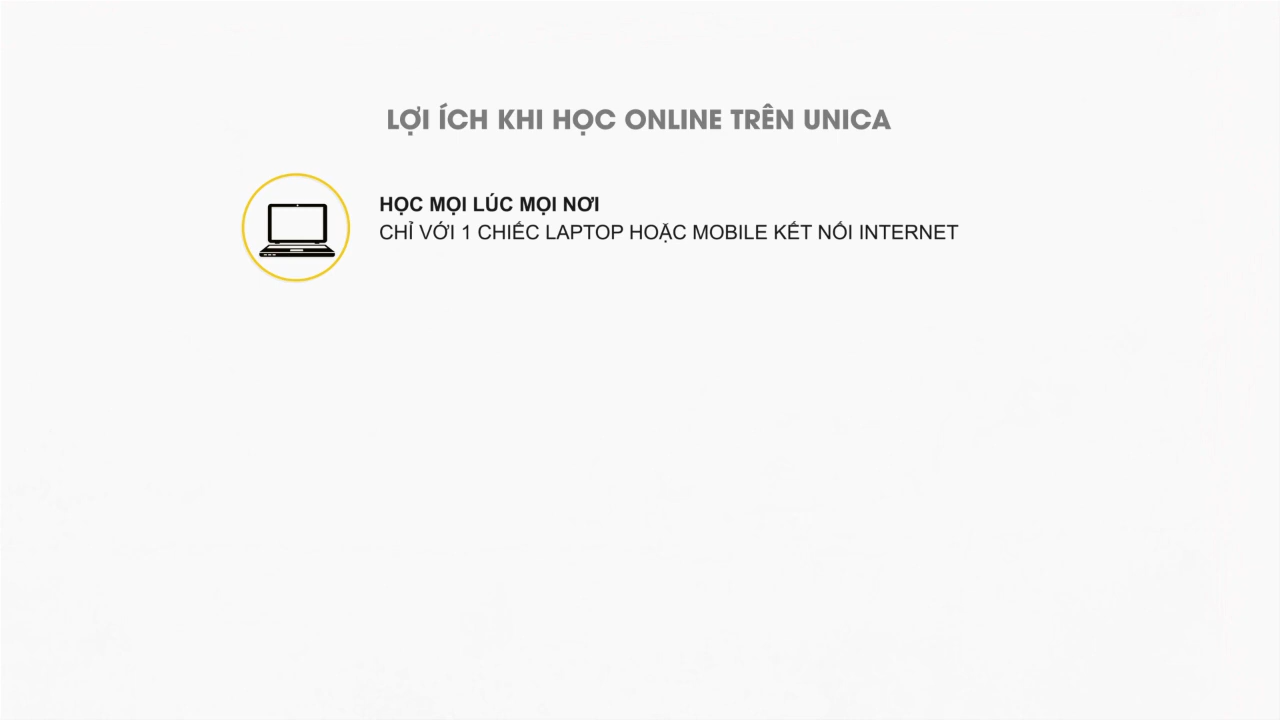 LỢI ÍCH KHI HỌC ONLINE TRÊN UNICA
HỌC MỌI LÚC MỌI NƠI
CHỈ VỚI 1 CHIẾC LAPTOP HOẶC MOBILE KẾT NỐI INTERNET